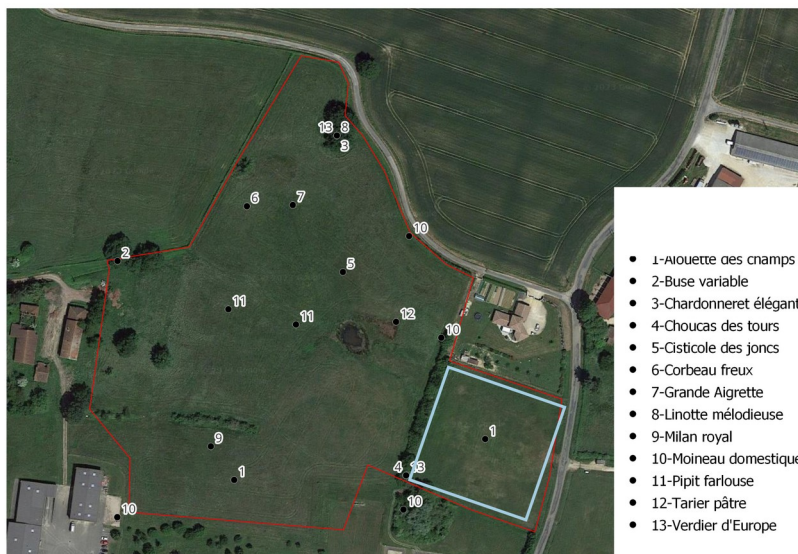 13 8
3
6
7
10
2
5
11
11
12
10
1
9
1
4 13
10
10
1-Alouette des champs
2-Buse variable
3-Chardonneret élégant
4-Choucas des tours
5-Cisticole des joncs
6-Corbeau freux
7-Grande Aigrette
8-Linotte mélodieuse
9-Milan royal
10-Moineau domestique
11-Pipit farlouse
12-Tarier pâtre
13-Verdier d'Europe